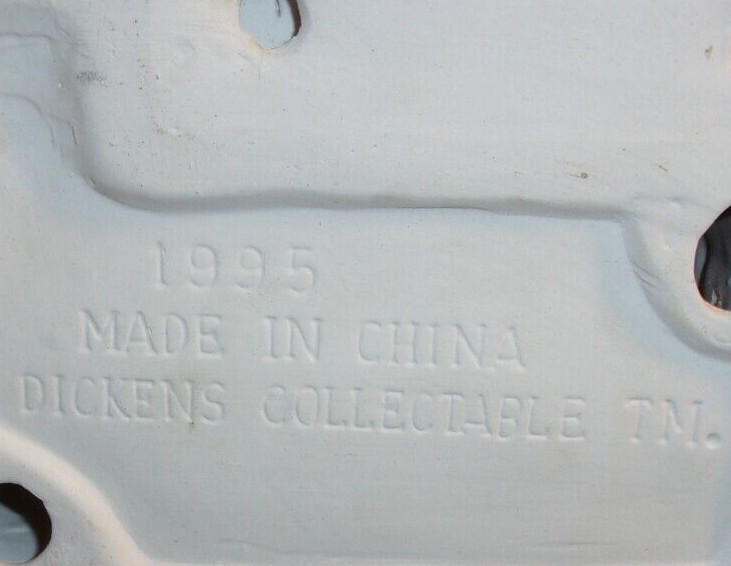 1995
MADE IN CHINA
DICKENS COLLECTABLE TM.